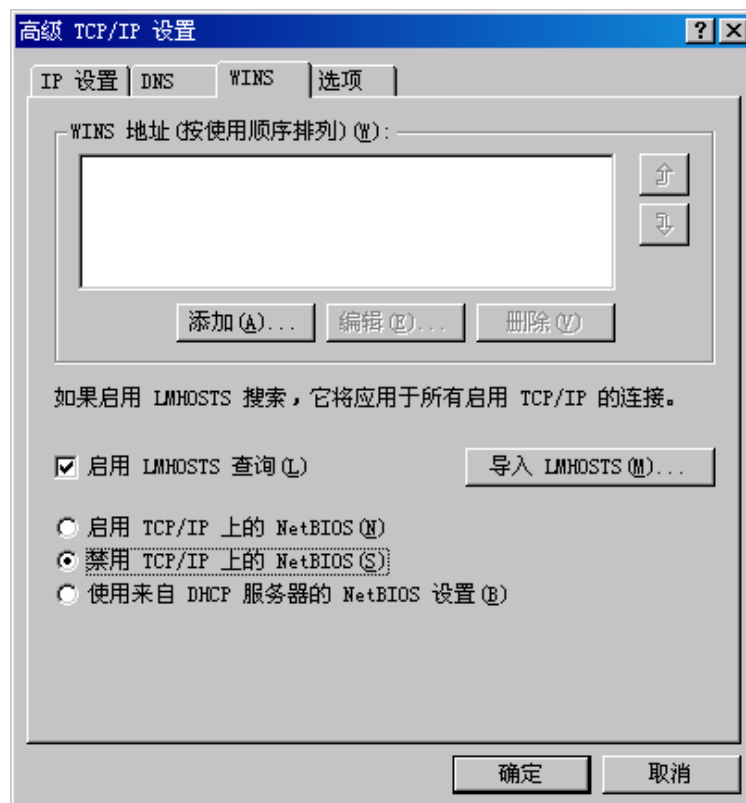 高级 TCP/IP 设置
IP 设置 DNS WINS 选项
WINS 地址(按使用顺序排列)(W):
添加(A)... 编辑(E)... 删除(V)
如果启用 LMHOSTS 搜索，它将应用于所有启用 TCP/IP 的连接。
启用 LMHOSTS 查询(L) 导入 LMHOSTS(M)...
启用 TCP/IP 上的 NetBIOS(N)
禁用 TCP/IP 上的 NetBIOS(S)
使用来自 DHCP 服务器的 NetBIOS 设置(B)
确定 取消